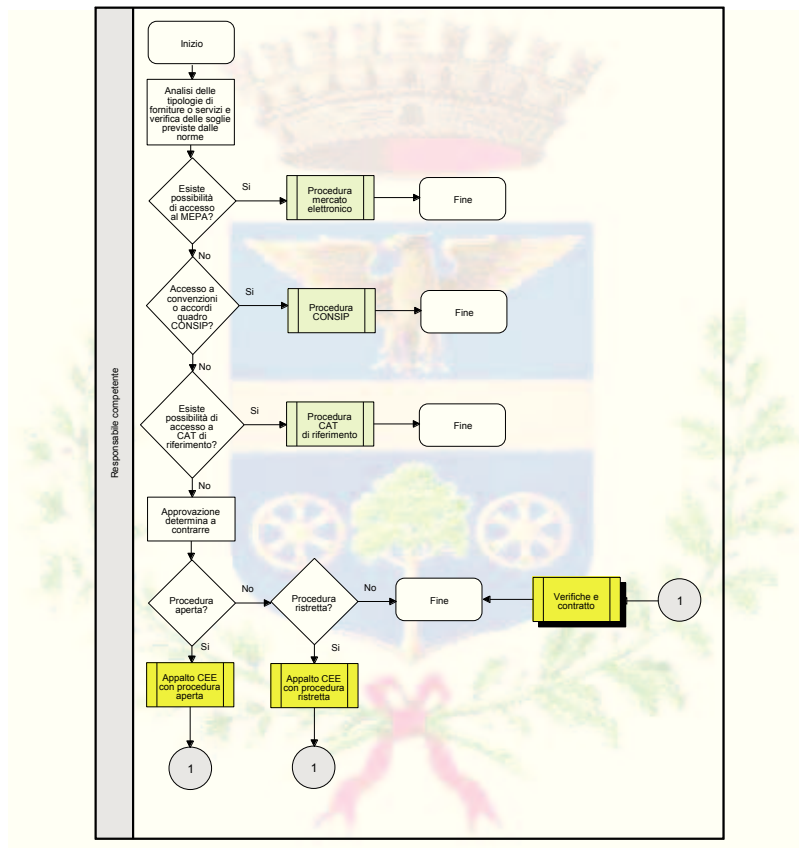 Responsabile competente
Inizio
Analisi delle
tipologie di
forniture o servizi e
verifica delle soglie
previste dalle
norme
Esiste
possibilità
di accesso
al MEPA?
Si
Procedura
mercato
elettronico
Fine
No
Accesso a
convenzioni
o accordi
quadro
CONSIP?
Si
Procedura
CONSIP
Fine
No
Esiste
possibilità di
accesso a
CAT di
riferimento?
Si
Procedura
CAT
di riferimento
Fine
No
Approvazione
determina a
contrarre
Procedura
aperta?
No
Procedura
ristretta?
No
Fine
Verifiche e
contratto
1
Si
Si
Appalto CEE
con procedura
aperta
Appalto CEE
con procedura
ristretta
1
1